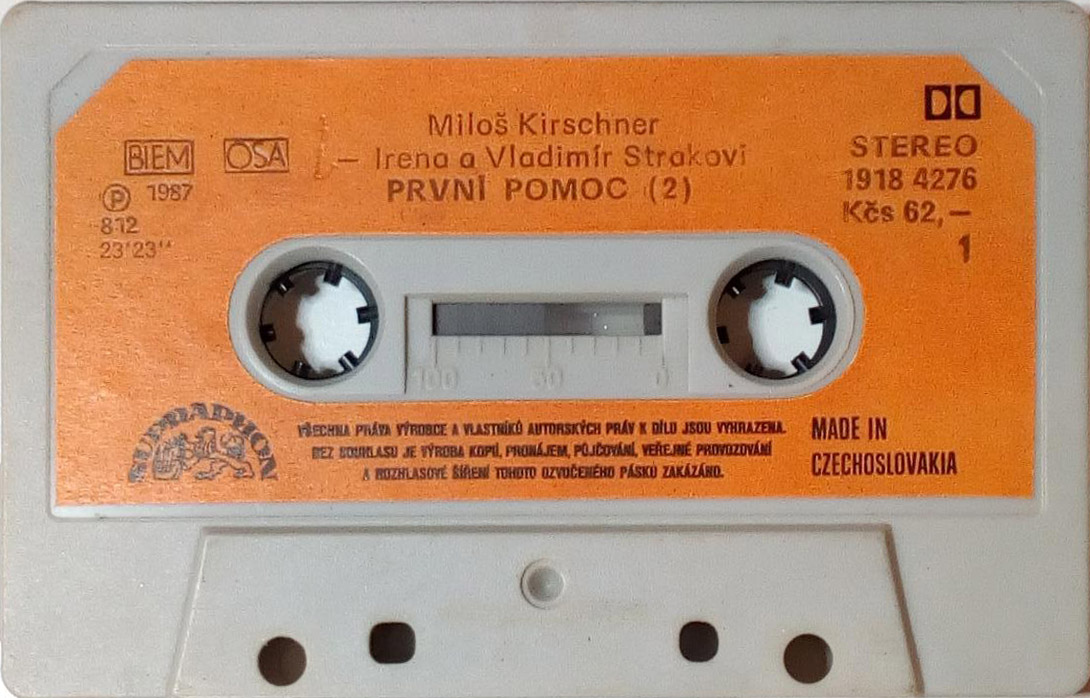 Miloš Kirschner
– Irena a Vladimír Strakovi
PRVNÍ POMOC (2)
BIEM OSA
Ⓟ 1987
812
23'23"
STEREO
1918 4276
Kčs 62,–
1
100 50 0
SUPRAPHON
VŠECHNA PRÁVA VÝROBCE A VLASTNÍKŮ AUTORSKÝCH PRÁV K DÍLU JSOU VYHRAZENA.
BEZ SOUHLASU JE VÝROBA KOPIÍ, PRONÁJEM, PŮJČOVÁNÍ, VEŘEJNÉ PROVOZOVÁNÍ
A ROZHLASOVÉ ŠÍŘENÍ TOHOTO OZVUČENÉHO PÁSKU ZAKÁZÁNO.
MADE IN
CZECHOSLOVAKIA